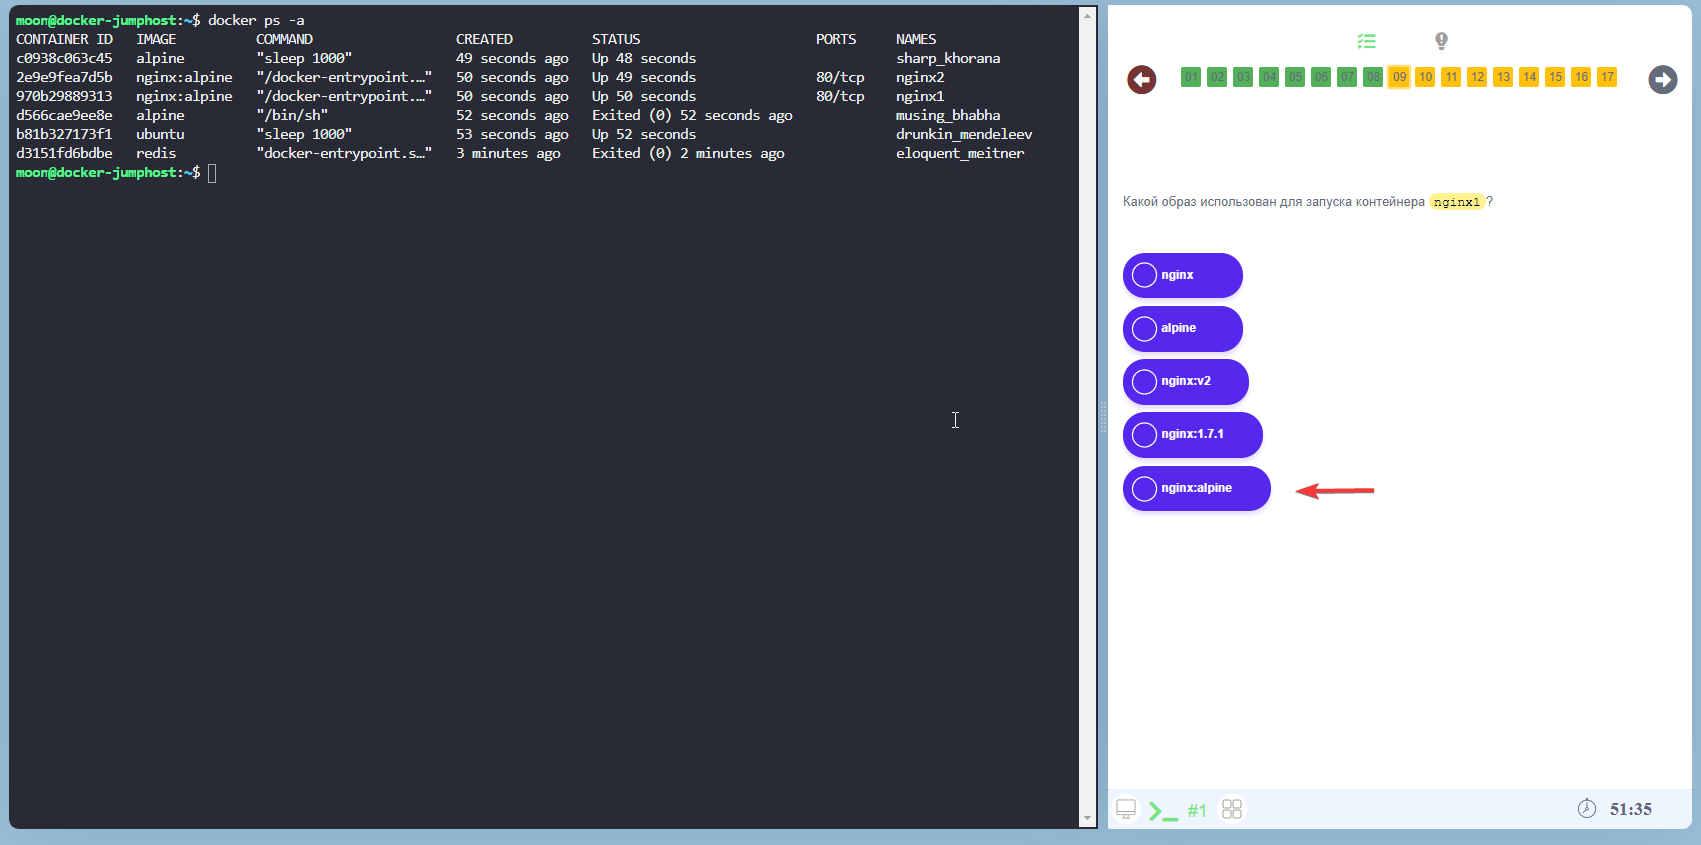 moon@docker-jumphost:~$ docker ps -a
CONTAINER ID   IMAGE          COMMAND                  CREATED          STATUS                      PORTS     NAMES
c0938c063c45   alpine         "sleep 1000"             49 seconds ago   Up 48 seconds                         sharp_khorana
2e9e9fea7d5b   nginx:alpine   "/docker-entrypoint.…"   50 seconds ago   Up 49 seconds               80/tcp    nginx2
970b29889313   nginx:alpine   "/docker-entrypoint.…"   50 seconds ago   Up 50 seconds               80/tcp    nginx1
d566cae9ee8e   alpine         "/bin/sh"                52 seconds ago   Exited (0) 52 seconds ago             musing_bhabha
b81b327173f1   ubuntu         "sleep 1000"             53 seconds ago   Up 52 seconds                         drunkin_mendeleev
d3151fd6bdbe   redis          "docker-entrypoint.s…"   3 minutes ago    Exited (0) 2 minutes ago              eloquent_meitner
moon@docker-jumphost:~$
01 02 03 04 05 06 07 08 09 10 11 12 13 14 15 16 17
Какой образ использован для запуска контейнера nginx1 ?
nginx
alpine
nginx:v2
nginx:1.7.1
nginx:alpine
#1
51:35